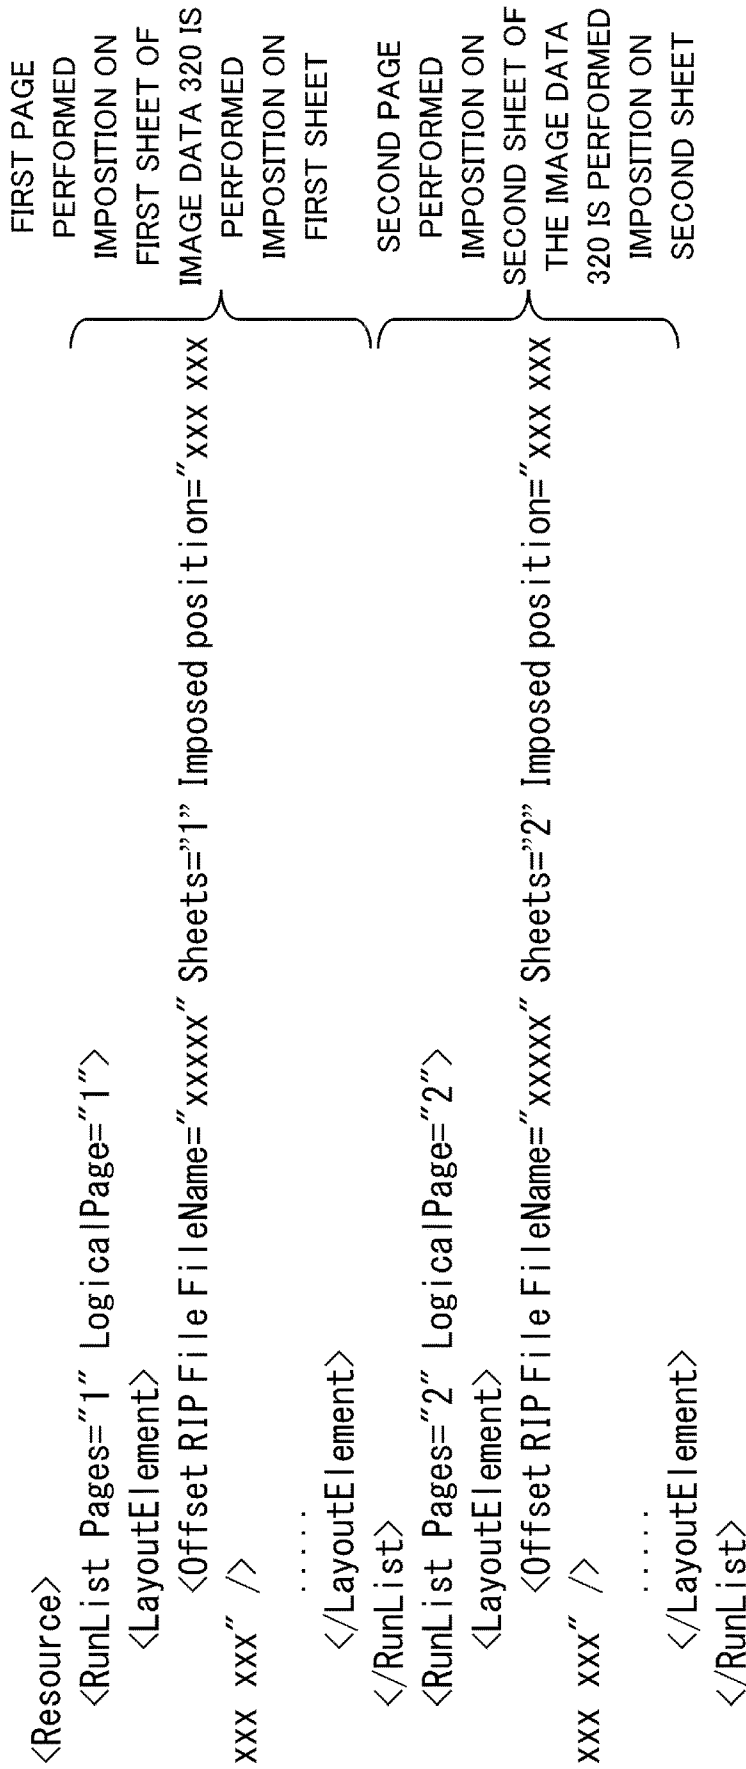 <Resource>
<RunList Pages="1" LogicalPage="1">
<LayoutElement>
<Offset RIP File FileName="xxxxx" Sheets="1" Imposed position="xxx xxx
xxx xxx" />
.....
</LayoutElement>
</RunList>
<RunList Pages="2" LogicalPage="2">
<LayoutElement>
<Offset RIP File FileName="xxxxx" Sheets="2" Imposed position="xxx xxx
xxx xxx" />
.....
</LayoutElement>
</RunList>
FIRST PAGE
PERFORMED
IMPOSITION ON
FIRST SHEET OF
IMAGE DATA 320 IS
PERFORMED
IMPOSITION ON
FIRST SHEET
SECOND PAGE
PERFORMED
IMPOSITION ON
SECOND SHEET OF
THE IMAGE DATA
320 IS PERFORMED
IMPOSITION ON
SECOND SHEET